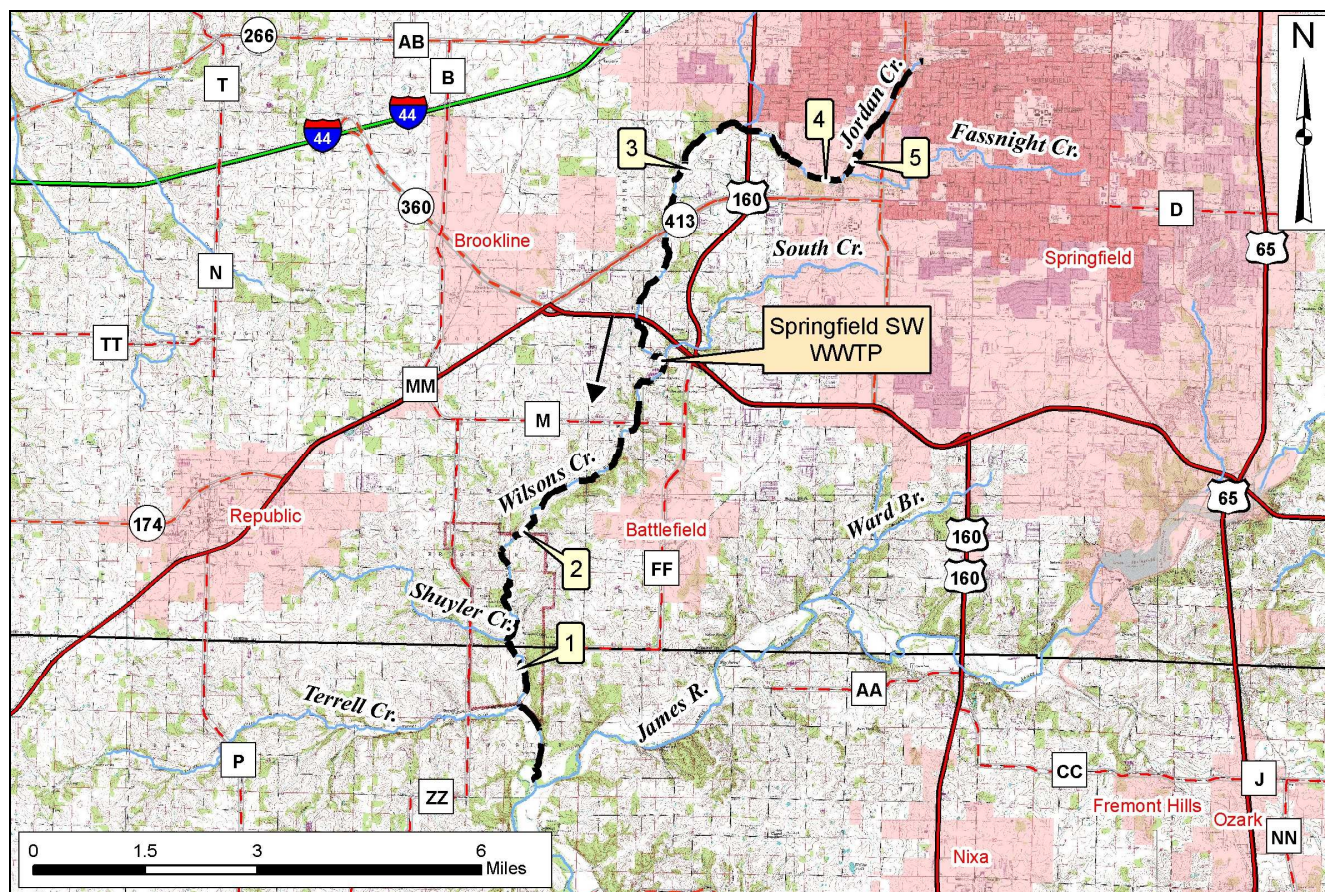 N
266
AB
T
B
44
44
Jordan Cr.
4
3
5
Fassnight Cr.
160
360
413
D
Brookline
Springfield
65
South Cr.
N
TT
Springfield SW
WWTP
MM
M
Wilsons Cr.
65
174
Republic
Battlefield
Ward Br.
160
160
2
FF
Shuyler Cr.
1
AA
Terrell Cr.
James R.
P
CC
J
ZZ
Fremont Hills
Ozark
NN
Nixa
0 1.5 3 6
Miles